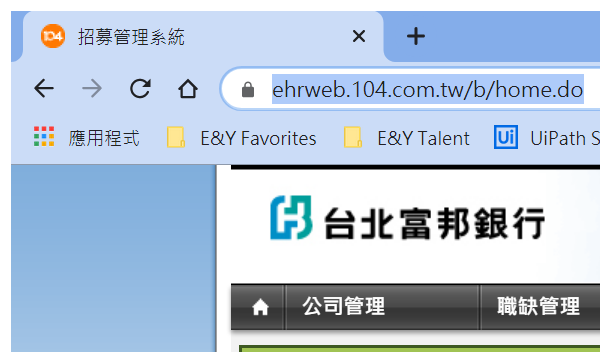 104 招募管理系統
ehrweb.104.com.tw/b/home.do
應用程式 E&Y Favorites E&Y Talent Ui UiPath S
台北富邦銀行
公司管理 職缺管理